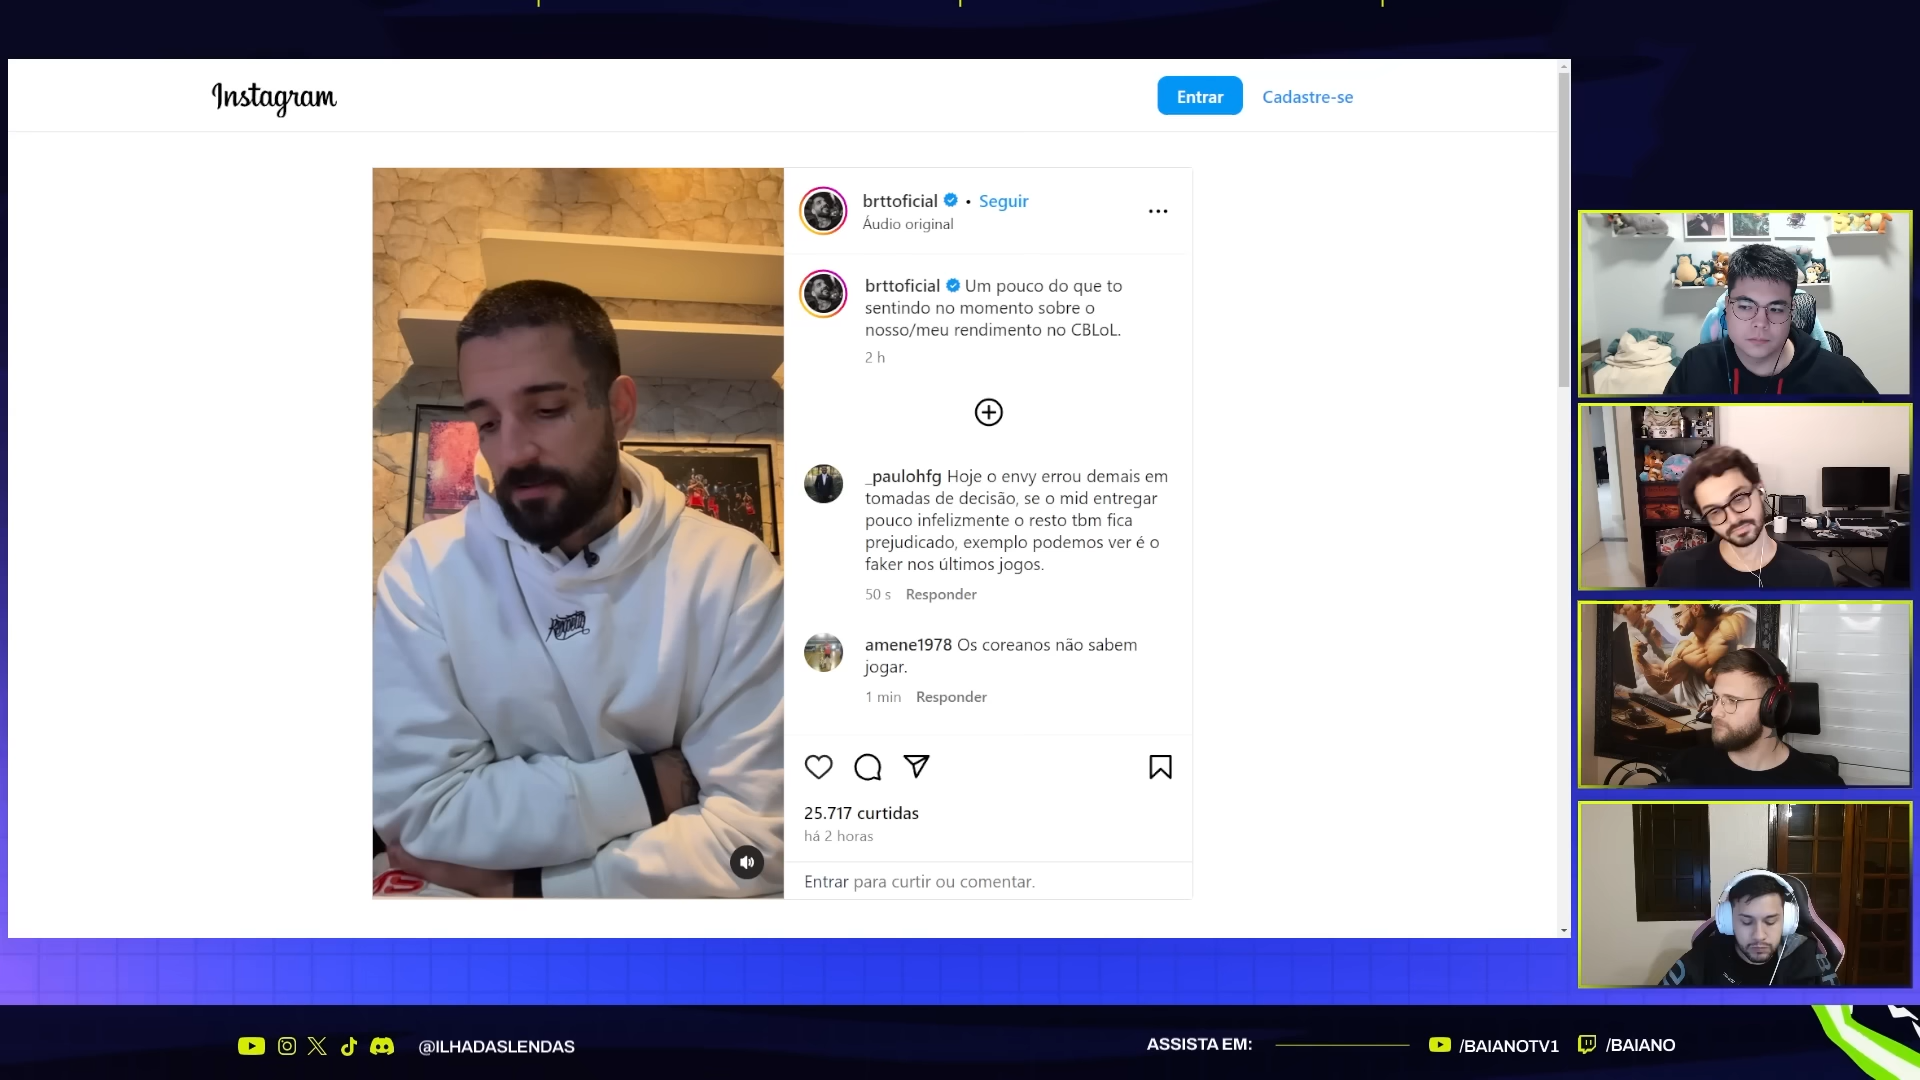 Instagram
Entrar
Cadastre-se
brttoficial • Seguir
Áudio original
brttoficial Um pouco do que to
sentindo no momento sobre o
nosso/meu rendimento no CBLoL.
2 h
_paulohfg Hoje o envy errou demais em
tomadas de decisão, se o mid entregar
pouco infelizmente o resto tbm fica
prejudicado, exemplo podemos ver é o
faker nos últimos jogos.
50 s Responder
amene1978 Os coreanos não sabem
jogar.
1 min Responder
25.717 curtidas
há 2 horas
Entrar para curtir ou comentar.
Respeito
@ILHADASLENDAS
ASSISTA EM:
/BAIANOTV1
/BAIANO